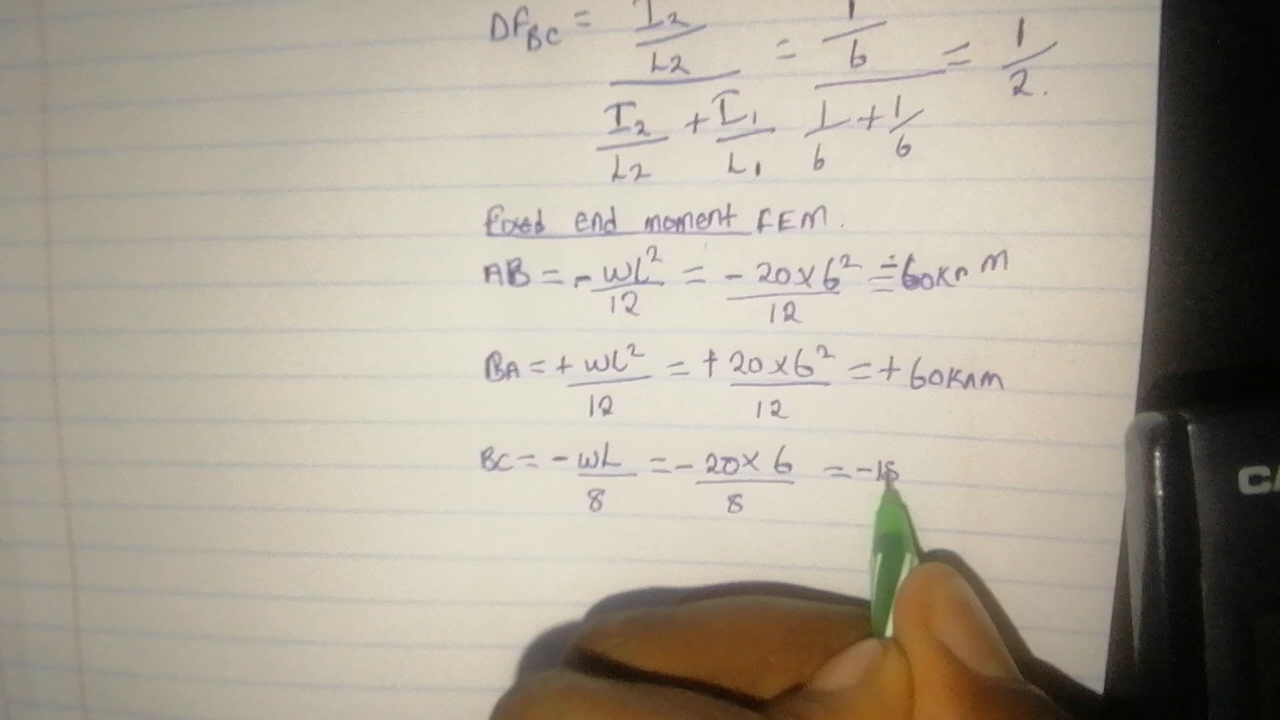 DF_BC = I₂/L₂ / (I₂/L₂ + I₁/L₁) = 1/6 / (1/6 + 1/6) = 1/2.
Fixed end moment FEM.
AB = -WL²/12 = -20×6²/12 = -60KNM
BA = +WL²/12 = +20×6²/12 = +60KNM
BC = -WL/8 = -20×6/8 = -15
CA